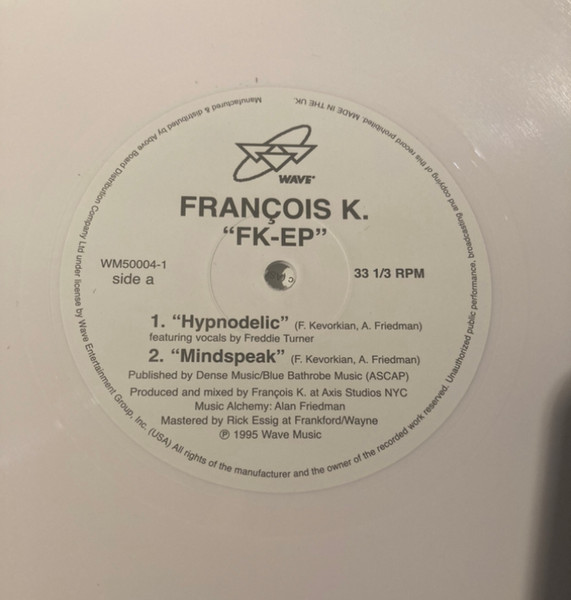 WAVE
FRANÇOIS K.
“FK-EP”
WM50004-1
side a
33 1/3 RPM
1. “Hypnodelic” (F. Kevorkian, A. Friedman)
featuring vocals by Freddie Turner
2. “Mindspeak” (F. Kevorkian, A. Friedman)
Published by Dense Music/Blue Bathrobe Music (ASCAP)
Produced and mixed by François K. at Axis Studios NYC
Music Alchemy: Alan Friedman
Mastered by Rick Essig at Frankford/Wayne
℗ 1995 Wave Music
Manufactured & distributed by Above Board Distribution Company Ltd under license by Wave Entertainment Group, Inc. (USA) All rights of the manufacturer and the owner of the recorded work reserved. Unauthorized public performance, broadcasting and copying of this record prohibited. MADE IN THE UK.